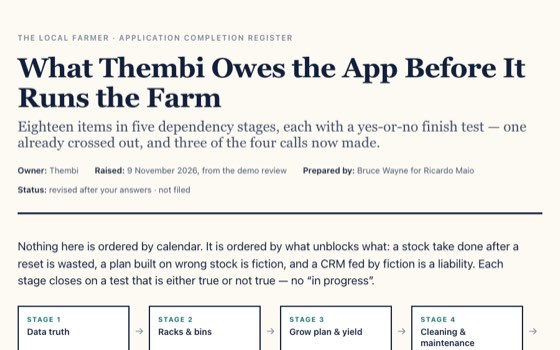 THE LOCAL FARMER · APPLICATION COMPLETION REGISTER
What Thembi Owes the App Before It
Runs the Farm
Eighteen items in five dependency stages, each with a yes-or-no finish test — one
already crossed out, and three of the four calls now made.
Owner: Thembi Raised: 9 November 2026, from the demo review Prepared by: Bruce Wayne for Ricardo Maio
Status: revised after your answers · not filed
Nothing here is ordered by calendar. It is ordered by what unblocks what: a stock take done after a
reset is wasted, a plan built on wrong stock is fiction, and a CRM fed by fiction is a liability. Each
stage closes on a test that is either true or not true — no “in progress”.
STAGE 1
Data truth
→
STAGE 2
Racks & bins
→
STAGE 3
Grow plan & yield
→
STAGE 4
Cleaning &
maintenance
→